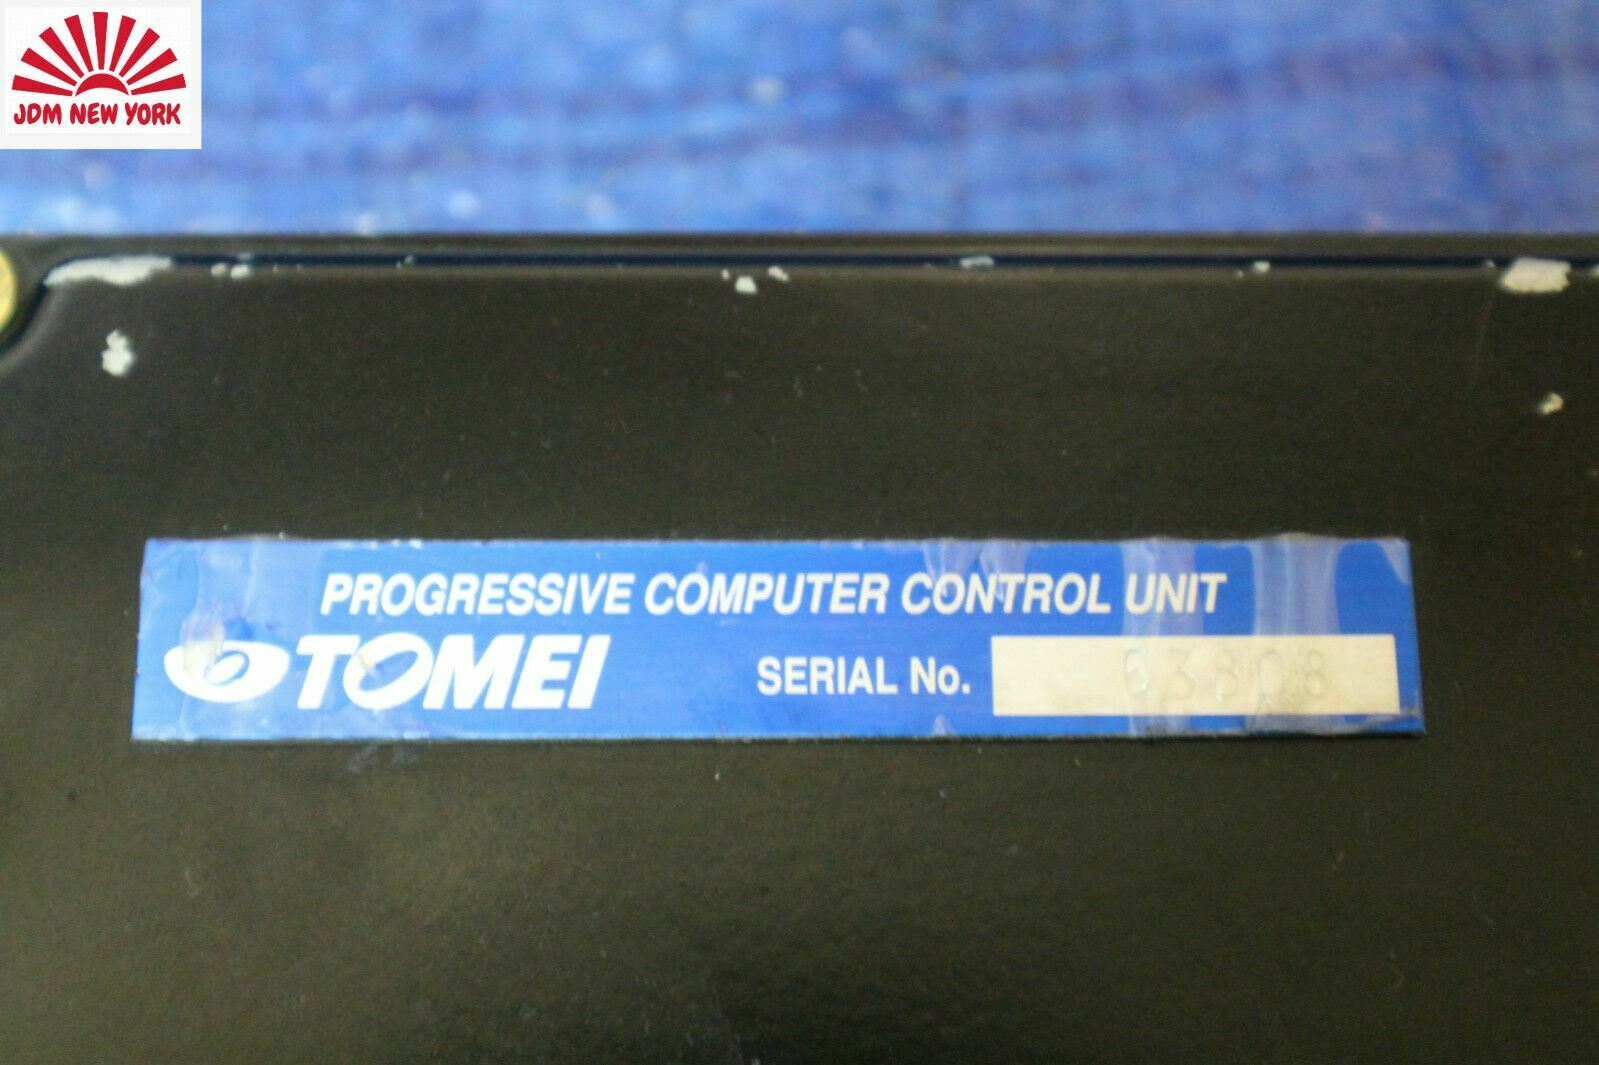 JDM NEW YORK
PROGRESSIVE COMPUTER CONTROL UNIT
TOMEI
SERIAL No.